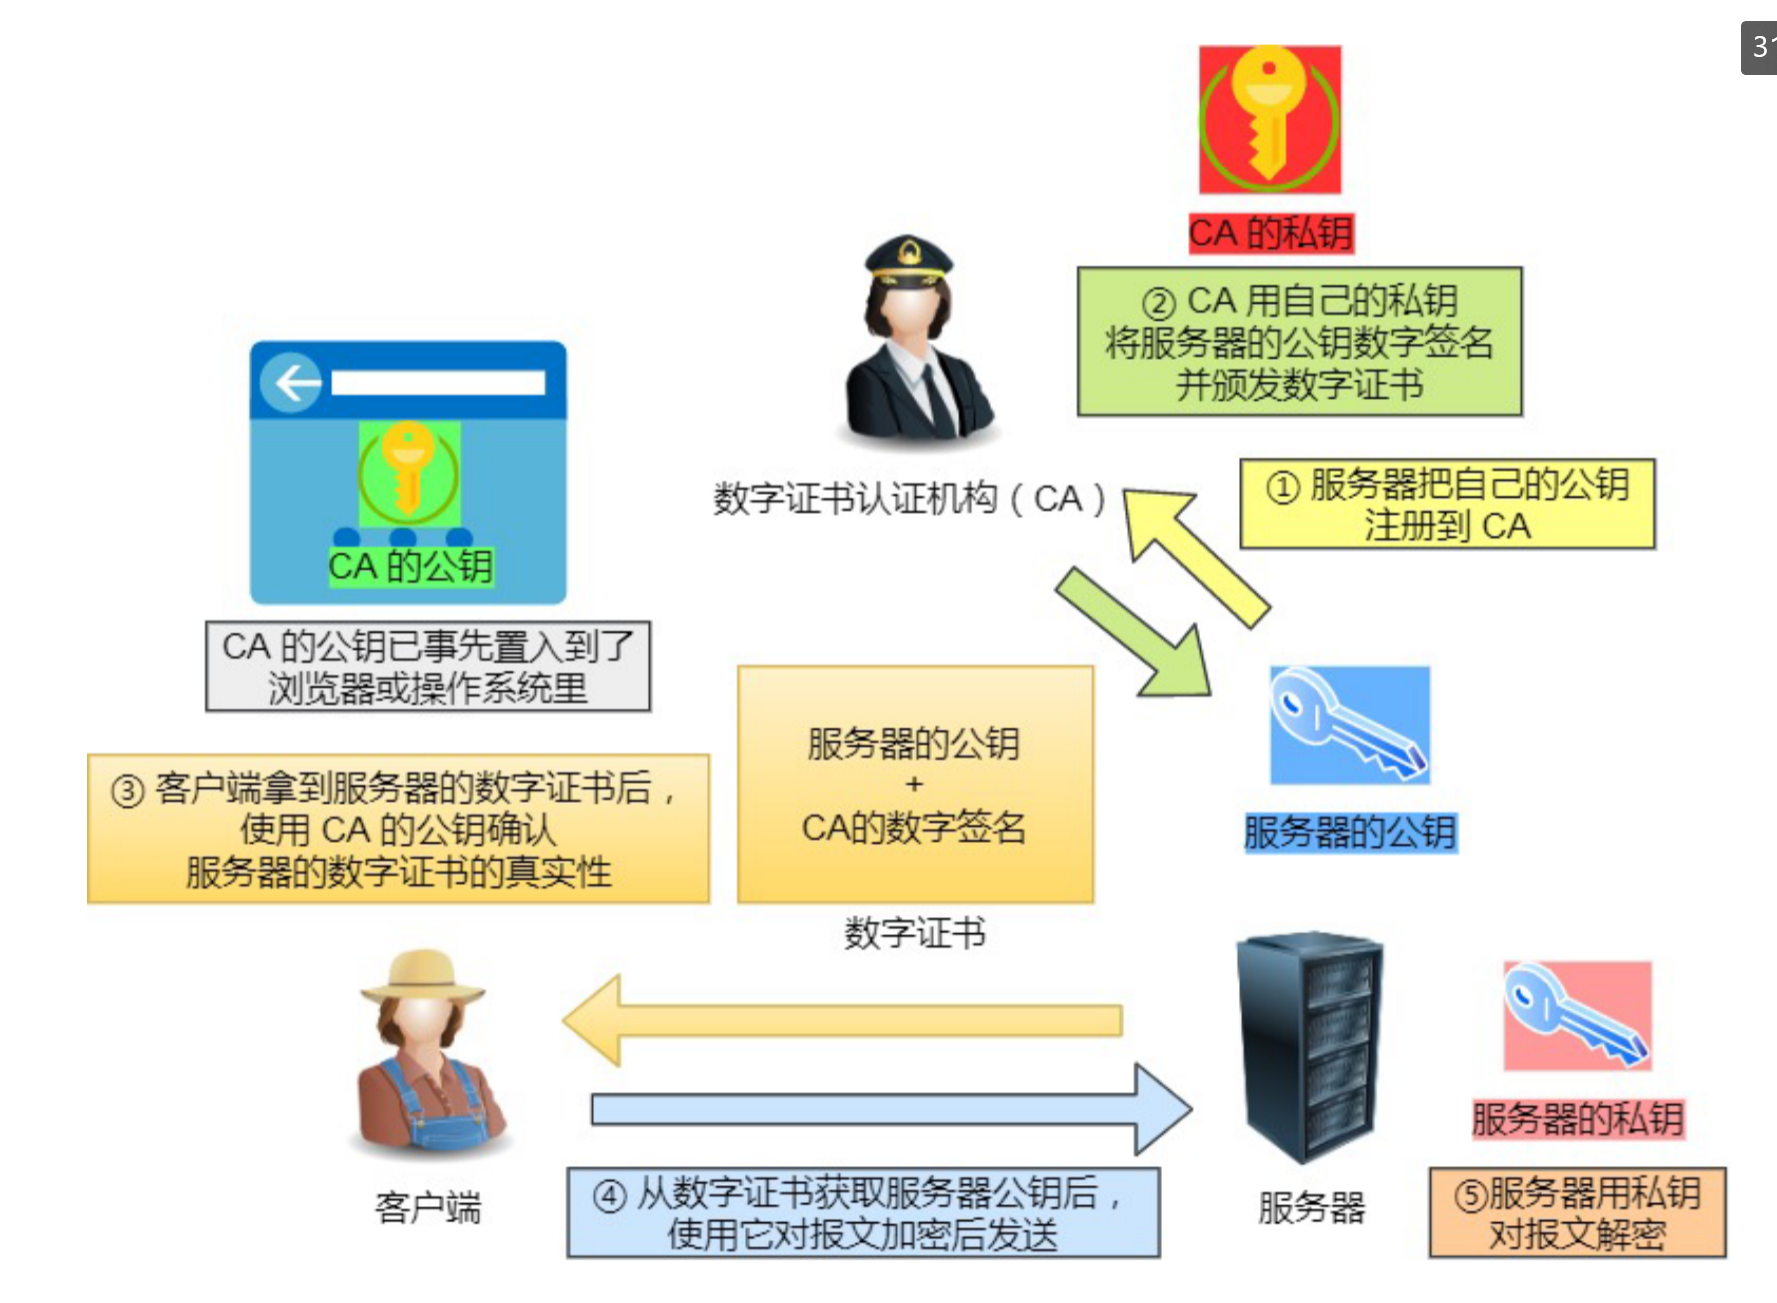 31
CA 的私钥
② CA 用自己的私钥
将服务器的公钥数字签名
并颁发数字证书
数字证书认证机构（CA）
① 服务器把自己的公钥
注册到 CA
CA 的公钥
CA 的公钥已事先置入到了
浏览器或操作系统里
③ 客户端拿到服务器的数字证书后，
使用 CA 的公钥确认
服务器的数字证书的真实性
服务器的公钥
+
CA的数字签名
数字证书
服务器的公钥
服务器的私钥
客户端
④ 从数字证书获取服务器公钥后，
使用它对报文加密后发送
服务器
⑤服务器用私钥
对报文解密